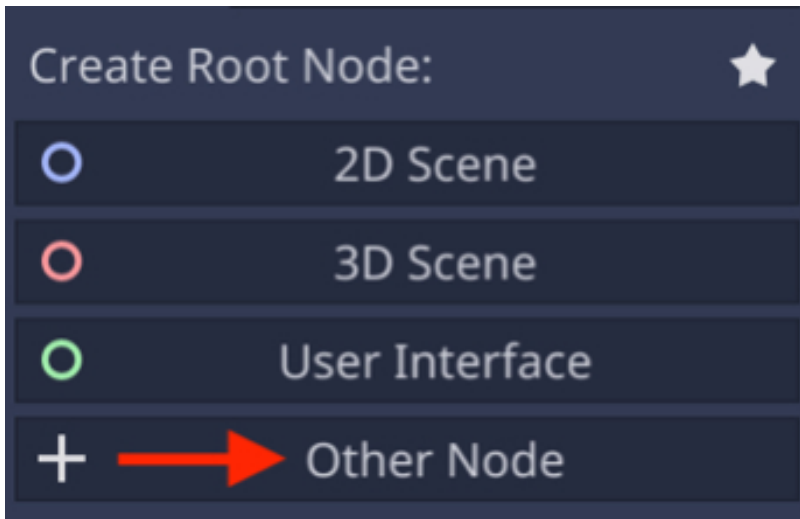 Create Root Node:
2D Scene
3D Scene
User Interface
Other Node